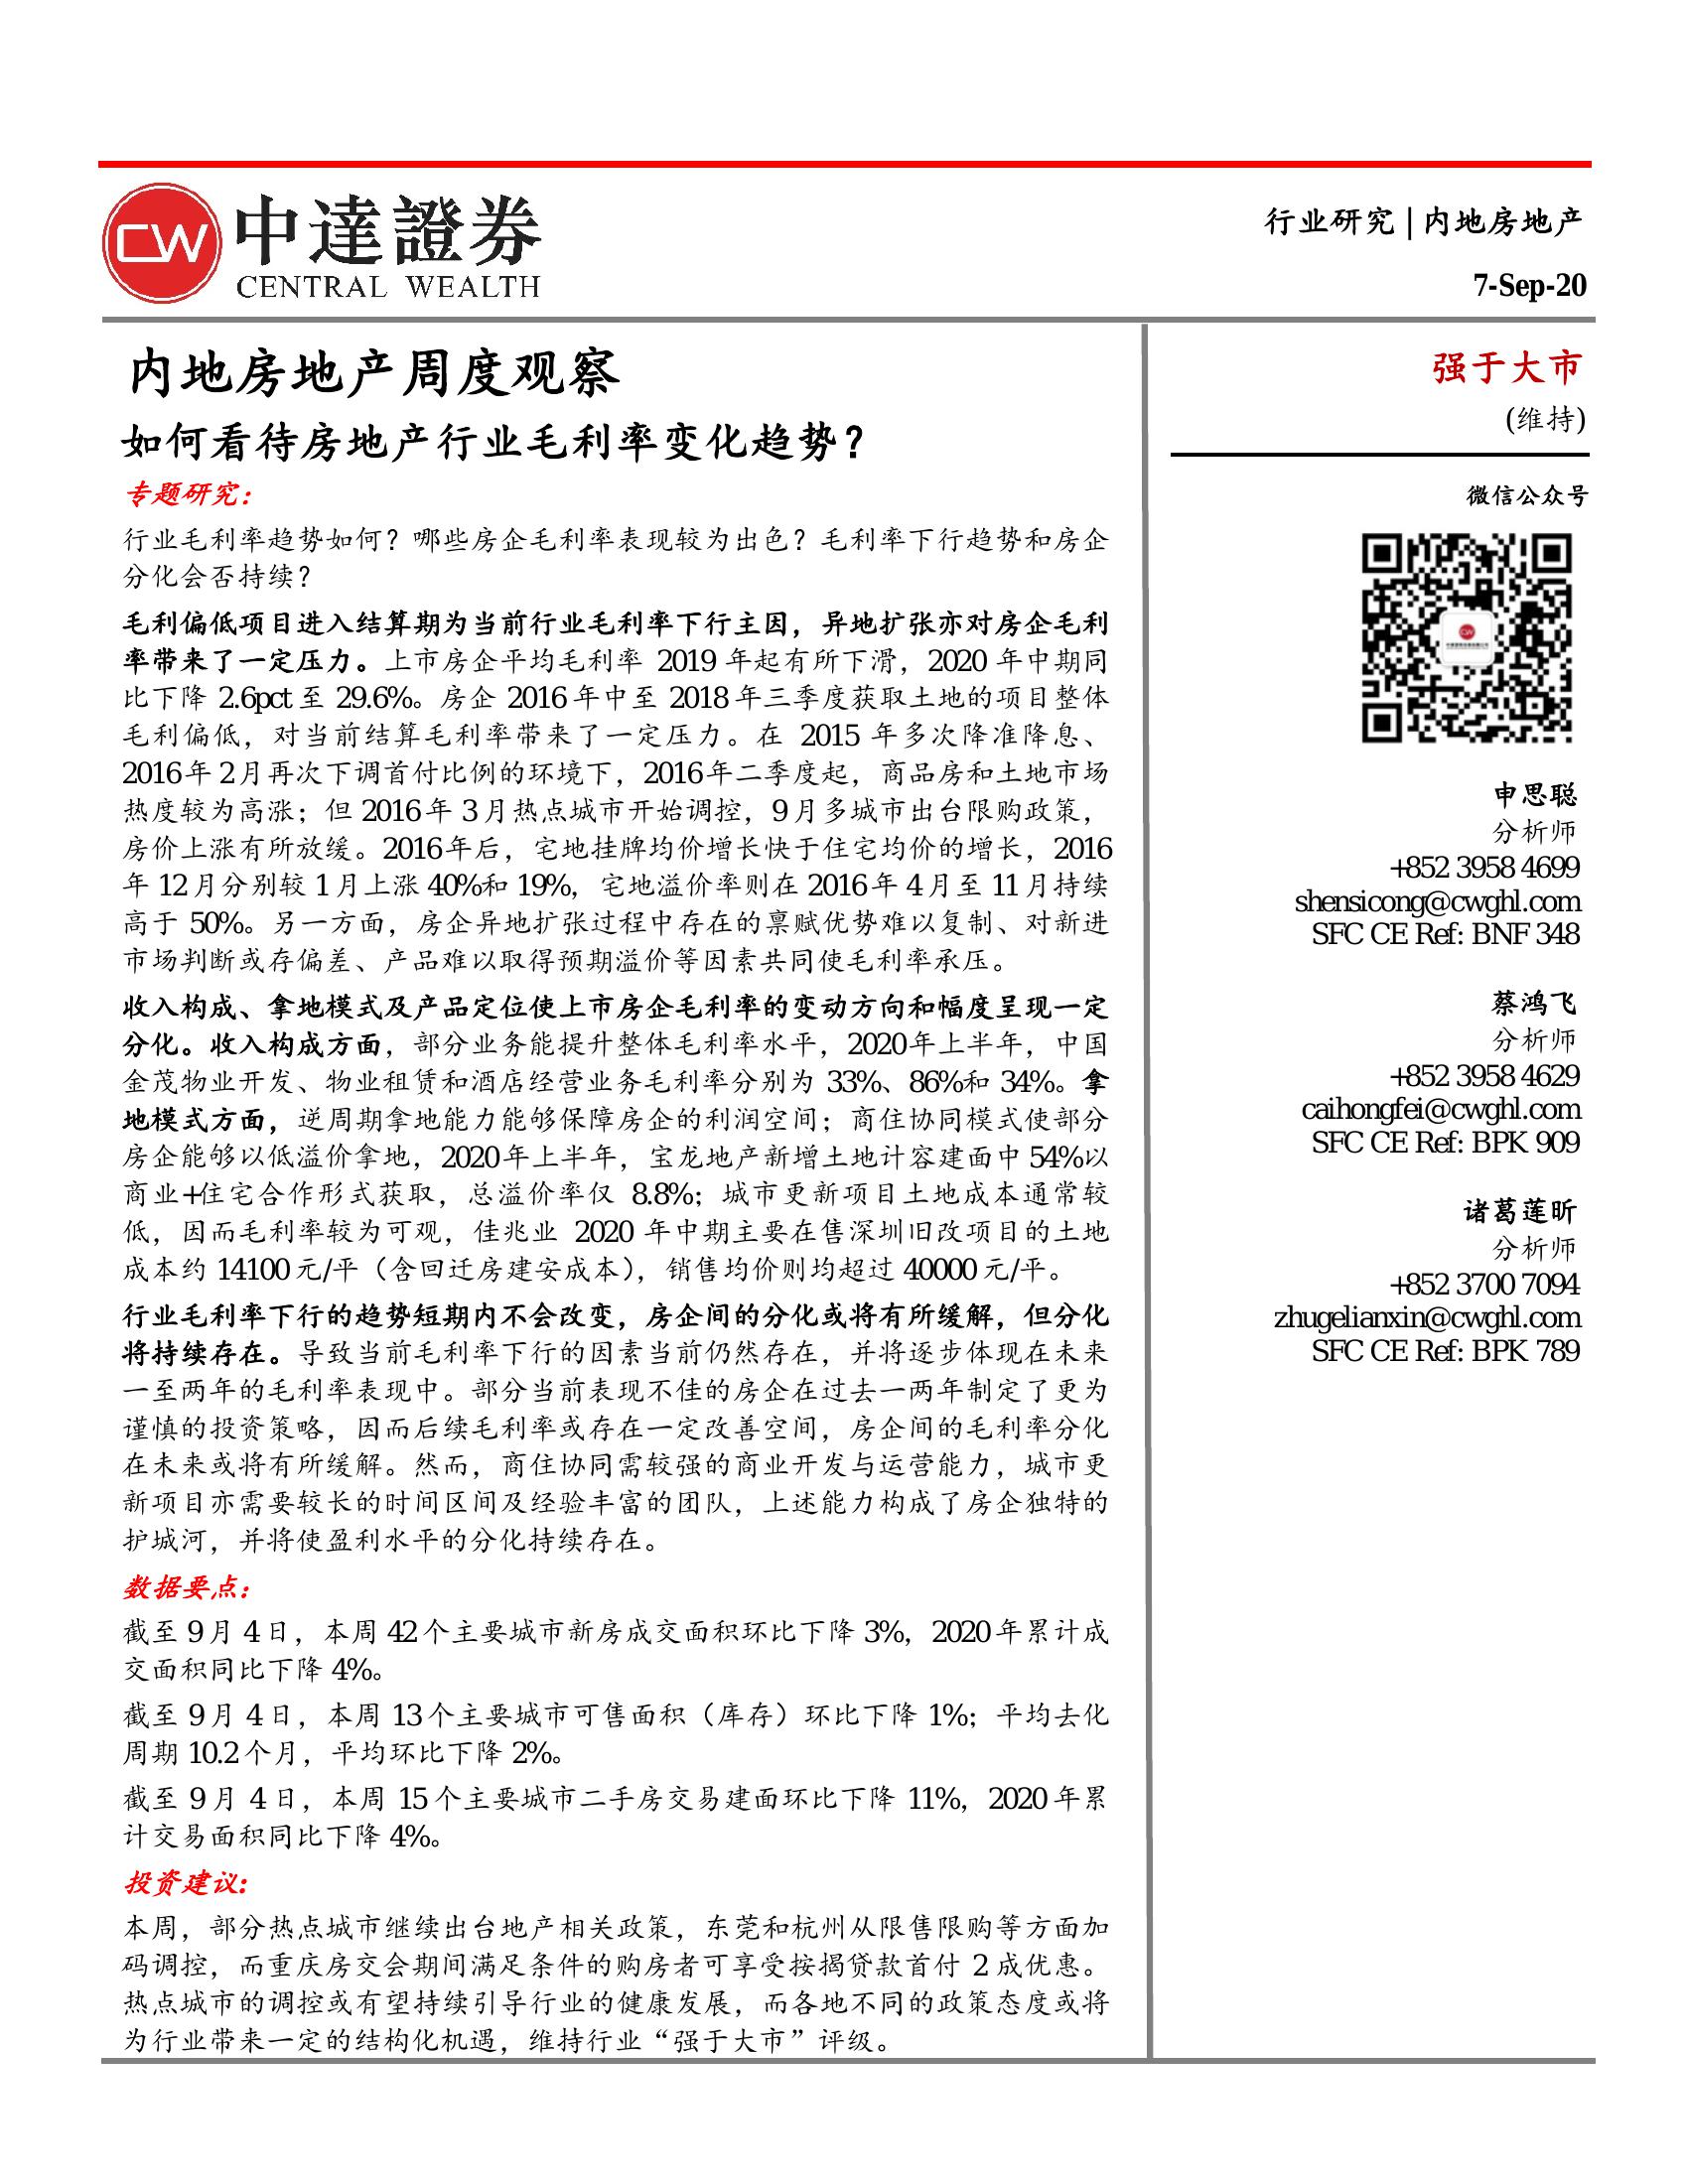 CW
中達證券
CENTRAL WEALTH
行业研究 | 内地房地产
7-Sep-20
内地房地产周度观察
如何看待房地产行业毛利率变化趋势？
专题研究：
行业毛利率趋势如何？哪些房企毛利率表现较为出色？毛利率下行趋势和房企
分化会否持续？
毛利偏低项目进入结算期为当前行业毛利率下行主因，异地扩张亦对房企毛利
率带来了一定压力。上市房企平均毛利率 2019 年起有所下滑，2020 年中期同
比下降 2.6pct 至 29.6%。房企 2016 年中至 2018 年三季度获取土地的项目整体
毛利偏低，对当前结算毛利率带来了一定压力。在 2015 年多次降准降息、
2016 年 2 月再次下调首付比例的环境下，2016 年二季度起，商品房和土地市场
热度较为高涨；但 2016 年 3 月热点城市开始调控，9 月多城市出台限购政策，
房价上涨有所放缓。2016 年后，宅地挂牌均价增长快于住宅均价的增长，2016
年 12 月分别较 1 月上涨 40%和 19%，宅地溢价率则在 2016 年 4 月至 11 月持续
高于 50%。另一方面，房企异地扩张过程中存在的禀赋优势难以复制、对新进
市场判断或存偏差、产品难以取得预期溢价等因素共同使毛利率承压。
收入构成、拿地模式及产品定位使上市房企毛利率的变动方向和幅度呈现一定
分化。收入构成方面，部分业务能提升整体毛利率水平，2020 年上半年，中国
金茂物业开发、物业租赁和酒店经营业务毛利率分别为 33%、86%和 34%。拿
地模式方面，逆周期拿地能力能够保障房企的利润空间；商住协同模式使部分
房企能够以低溢价拿地，2020 年上半年，宝龙地产新增土地计容建面中 54%以
商业+住宅合作形式获取，总溢价率仅 8.8%；城市更新项目土地成本通常较
低，因而毛利率较为可观，佳兆业 2020 年中期主要在售深圳旧改项目的土地
成本约 14100 元/平（含回迁房建安成本），销售均价则均超过 40000 元/平。
行业毛利率下行的趋势短期内不会改变，房企间的分化或将有所缓解，但分化
将持续存在。导致当前毛利率下行的因素当前仍然存在，并将逐步体现在未来
一至两年的毛利率表现中。部分当前表现不佳的房企在过去一两年制定了更为
谨慎的投资策略，因而后续毛利率或存在一定改善空间，房企间的毛利率分化
在未来或将有所缓解。然而，商住协同需较强的商业开发与运营能力，城市更
新项目亦需要较长的时间区间及经验丰富的团队，上述能力构成了房企独特的
护城河，并将使盈利水平的分化持续存在。
数据要点：
截至 9 月 4 日，本周 42 个主要城市新房成交面积环比下降 3%，2020 年累计成
交面积同比下降 4%。
截至 9 月 4 日，本周 13 个主要城市可售面积（库存）环比下降 1%；平均去化
周期 10.2 个月，平均环比下降 2%。
截至 9 月 4 日，本周 15 个主要城市二手房交易建面环比下降 11%，2020 年累
计交易面积同比下降 4%。
投资建议：
本周，部分热点城市继续出台地产相关政策，东莞和杭州从限售限购等方面加
码调控，而重庆房交会期间满足条件的购房者可享受按揭贷款首付 2 成优惠。
热点城市的调控或有望持续引导行业的健康发展，而各地不同的政策态度或将
为行业带来一定的结构化机遇，维持行业“强于大市”评级。
强于大市
(维持)
微信公众号
申思聪
分析师
+852 3958 4699
shensicong@cwghl.com
SFC CE Ref: BNF 348
蔡鸿飞
分析师
+852 3958 4629
caihongfei@cwghl.com
SFC CE Ref: BPK 909
诸葛莲昕
分析师
+852 3700 7094
zhugelianxin@cwghl.com
SFC CE Ref: BPK 789